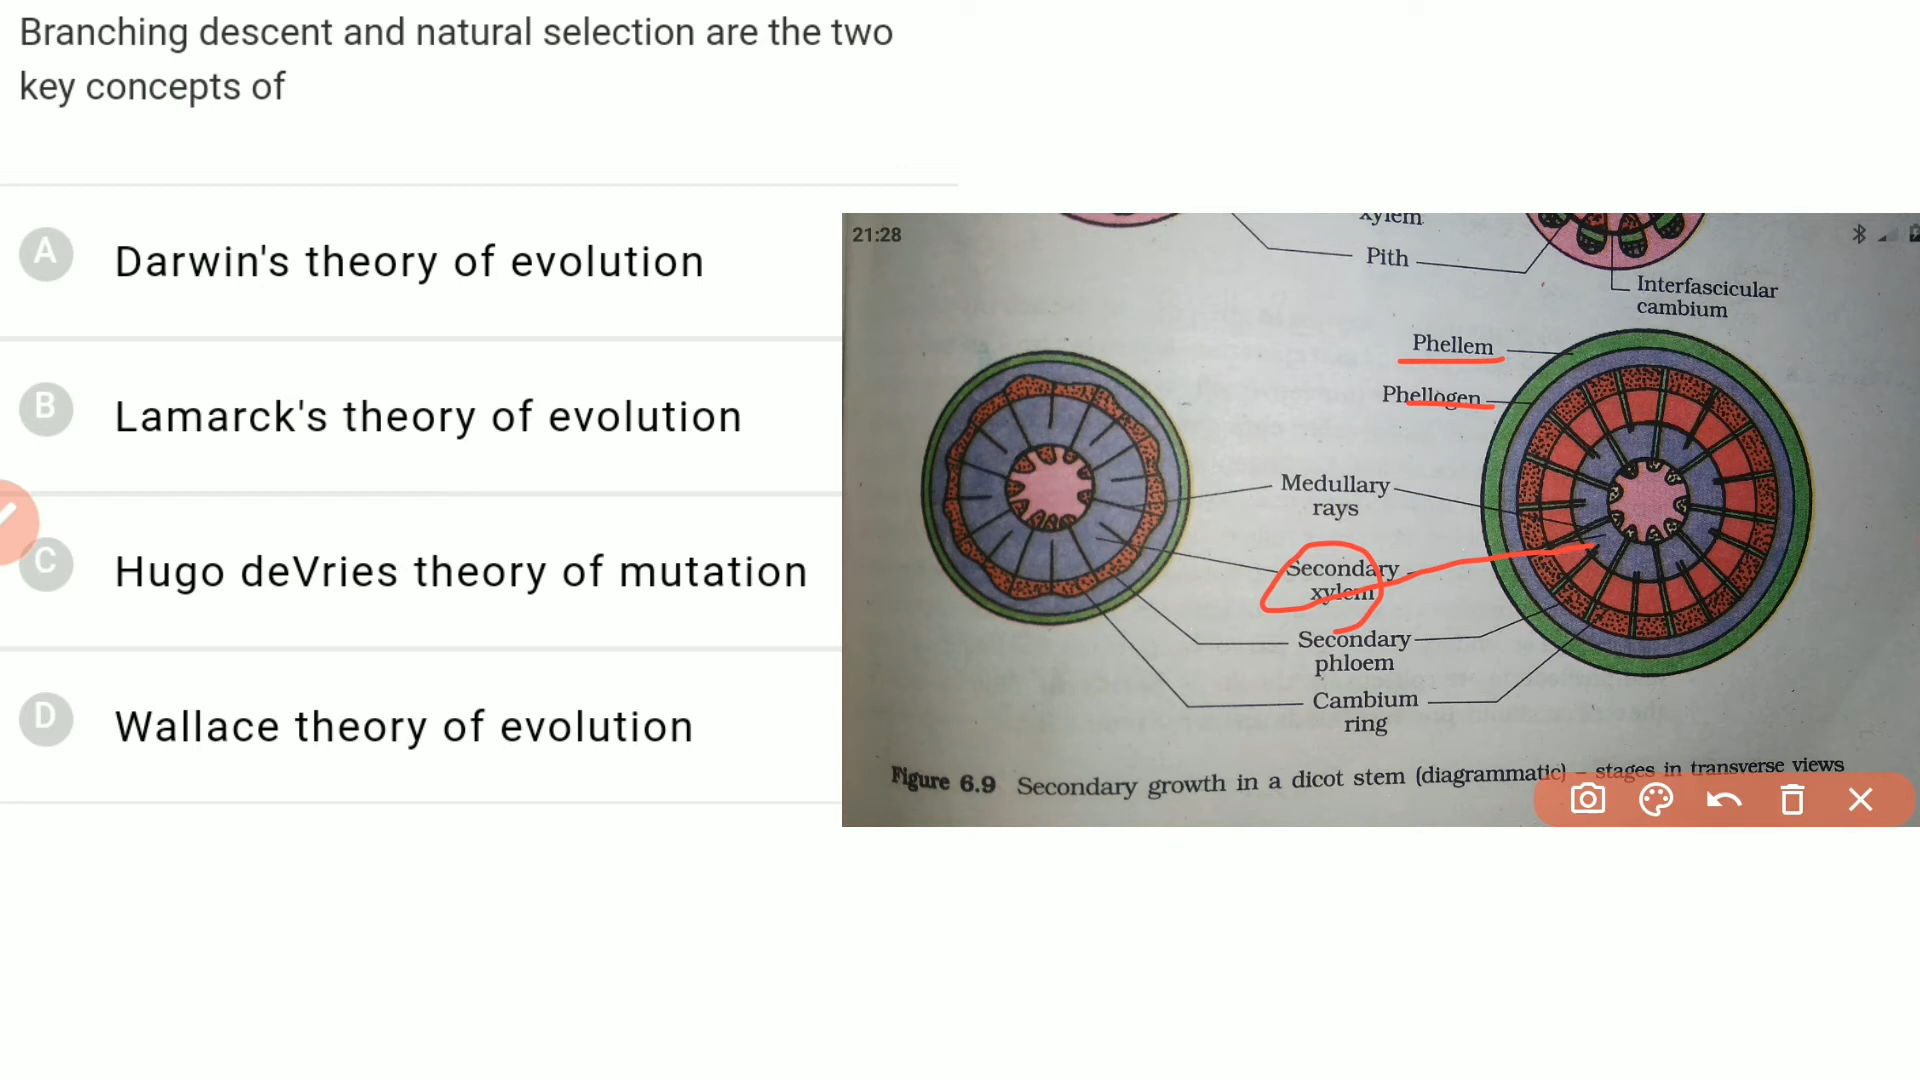 Branching descent and natural selection are the two
key concepts of
A Darwin's theory of evolution
B Lamarck's theory of evolution
C Hugo deVries theory of mutation
D Wallace theory of evolution
21:28
xylem
Pith
Interfascicular
cambium
Phellem
Phellogen
Medullary
rays
Secondary
xylem
Secondary
phloem
Cambium
ring
Figure 6.9 Secondary growth in a dicot stem (diagrammatic) – stages in transverse views